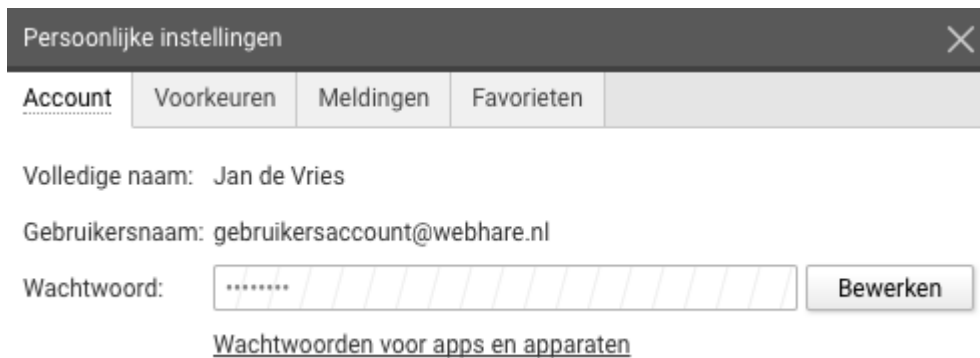 Persoonlijke instellingen
Account Voorkeuren Meldingen Favorieten
Volledige naam: Jan de Vries
Gebruikersnaam: gebruikersaccount@webhare.nl
Wachtwoord: •••••••• Bewerken
Wachtwoorden voor apps en apparaten